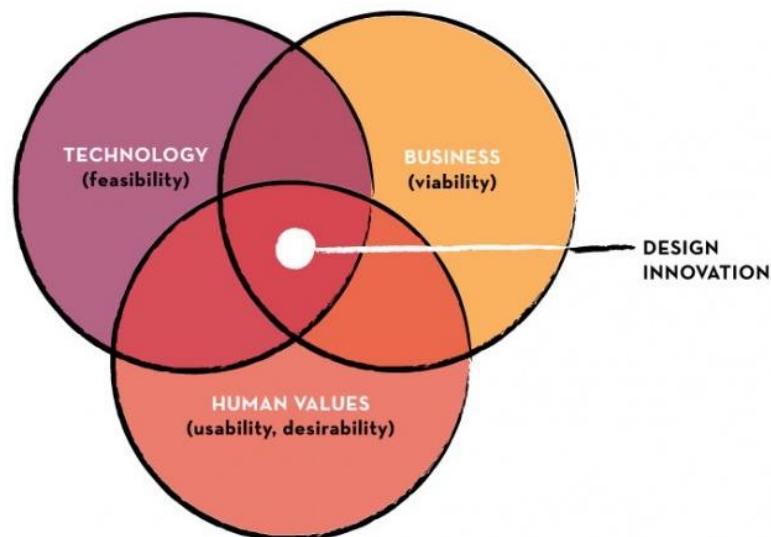 TECHNOLOGY
(feasibility)
BUSINESS
(viability)
DESIGN
INNOVATION
HUMAN VALUES
(usability, desirability)